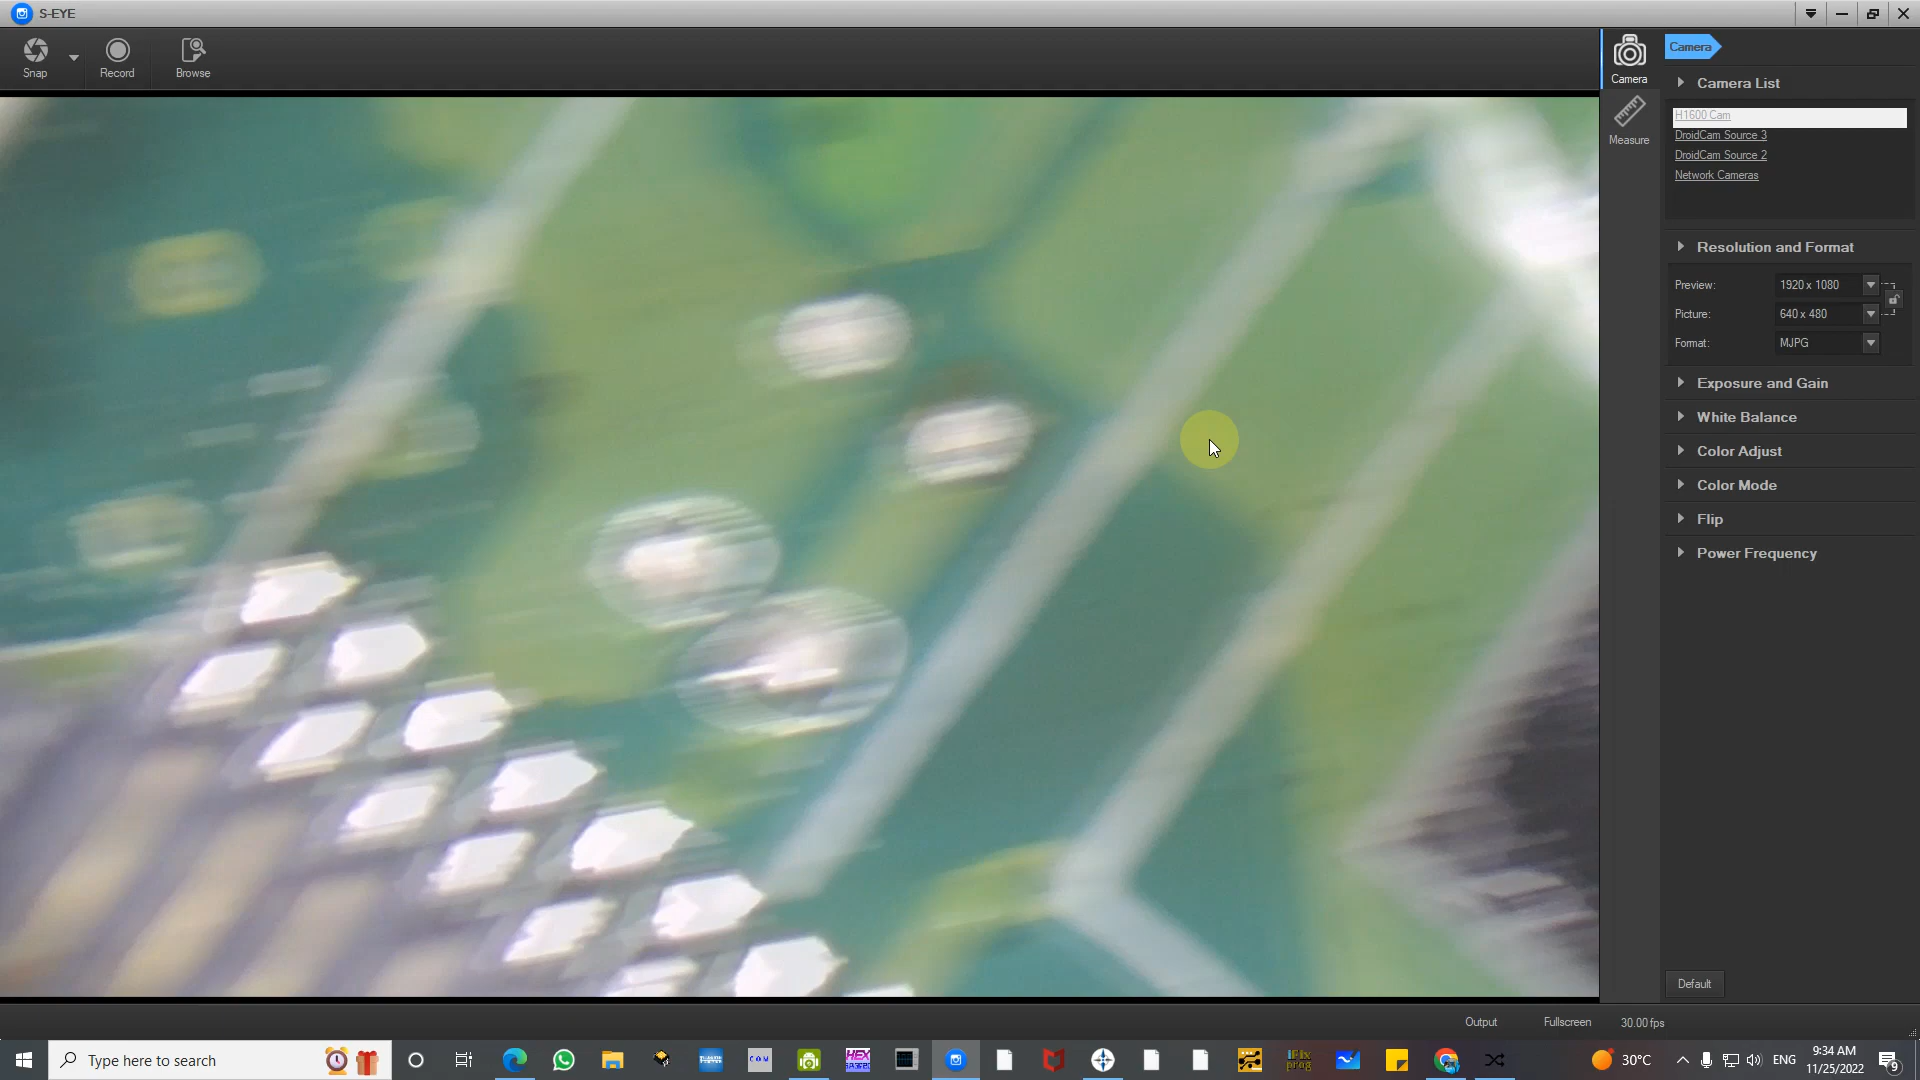 S-EYE
Snap
Record
Browse
Camera
Measure
Camera
Camera List
H1600 Cam
DroidCam Source 3
DroidCam Source 2
Network Cameras
Resolution and Format
Preview: 1920 x 1080
Picture: 640 x 480
Format: MJPG
Exposure and Gain
White Balance
Color Adjust
Color Mode
Flip
Power Frequency
Default
Output Fullscreen 30.00 fps
Type here to search
COM
HEX
30°C
ENG
9:34 AM
11/25/2022
9